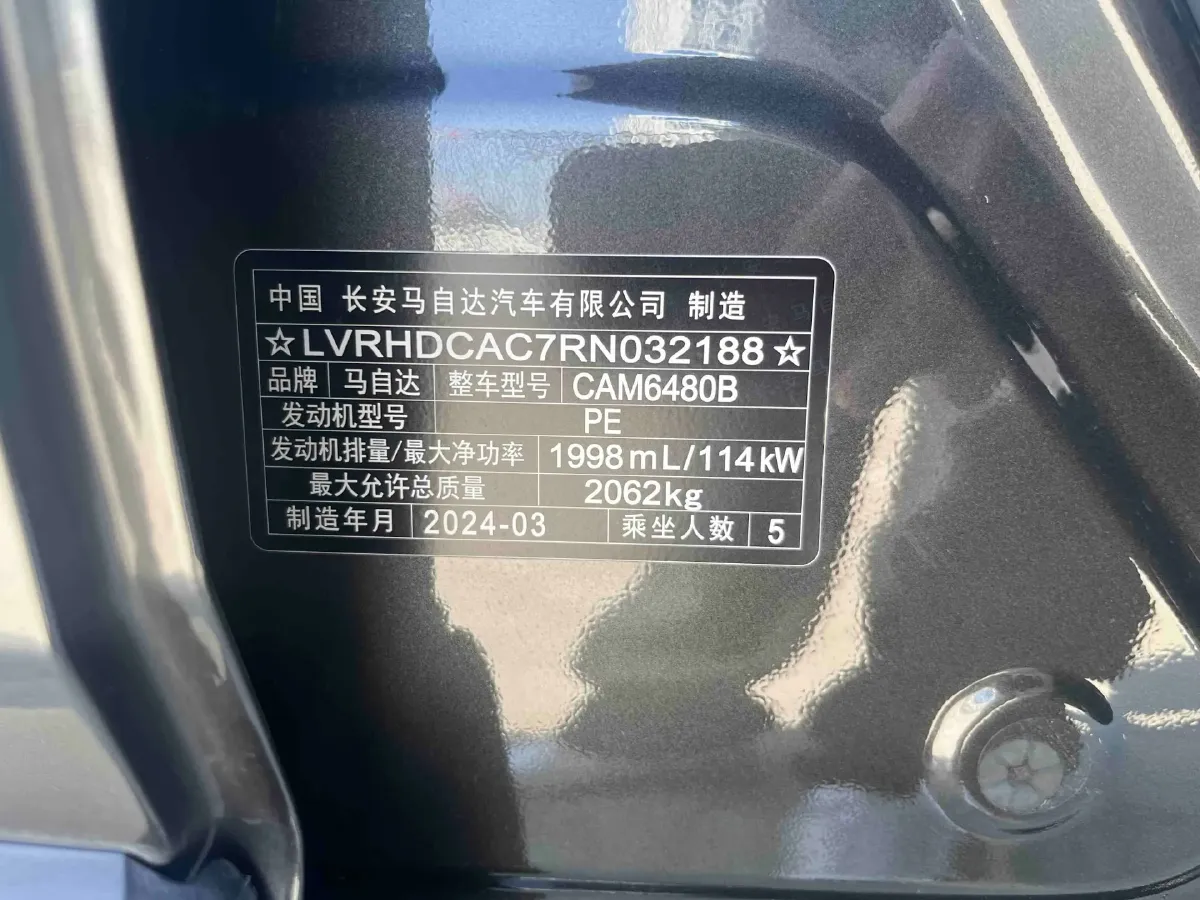 中国 长安马自达汽车有限公司 制造
☆LVRHDCAC7RN032188☆
品牌 马自达 整车型号 CAM6480B
发动机型号 PE
发动机排量/最大净功率 1998mL/114kW
最大允许总质量 2062kg
制造年月 2024-03 乘坐人数 5